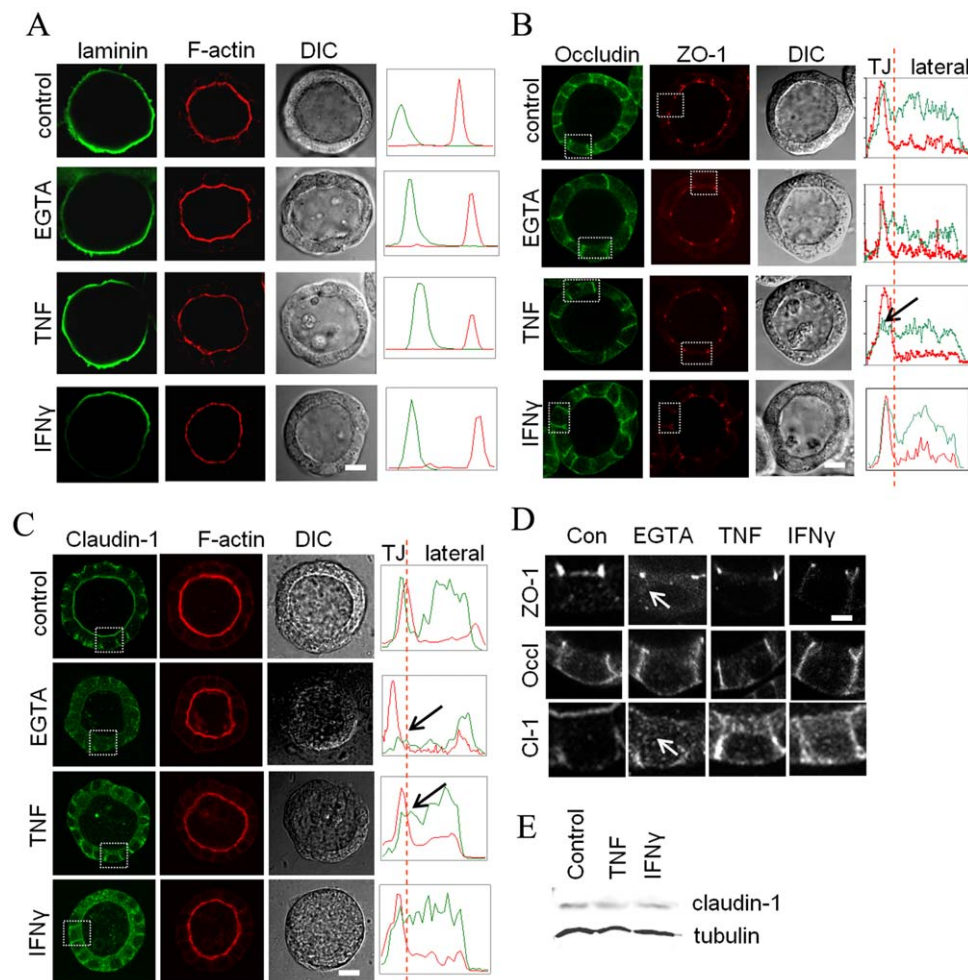 A
laminin F-actin DIC
control
EGTA
TNF
IFNγ
B
Occludin ZO-1 DIC TJ lateral
control
EGTA
TNF
IFNγ
C
Claudin-1 F-actin DIC TJ lateral
control
EGTA
TNF
IFNγ
D
Con EGTA TNF IFNγ
ZO-1
Occl
Cl-1
E
Control TNF IFNγ
claudin-1
tubulin